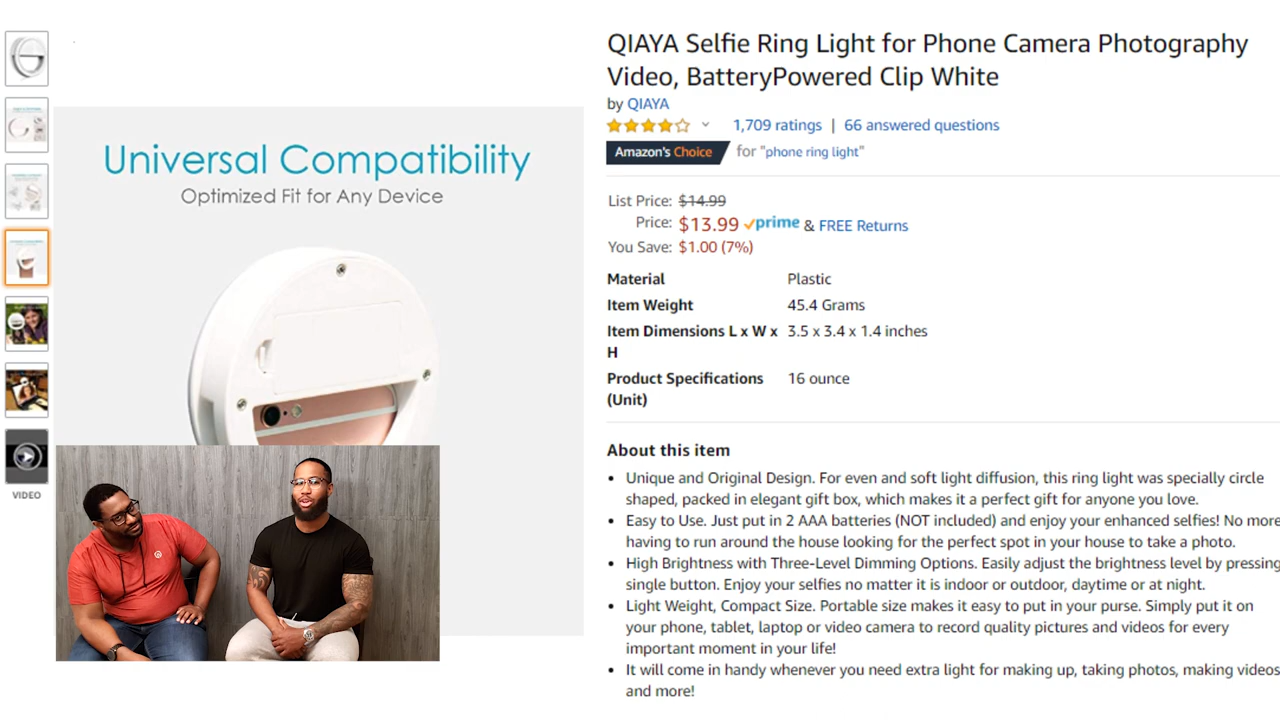 Universal Compatibility
Optimized Fit for Any Device
VIDEO
QIAYA Selfie Ring Light for Phone Camera Photography
Video, BatteryPowered Clip White
by QIAYA
1,709 ratings | 66 answered questions
Amazon's Choice for "phone ring light"
List Price: $14.99
Price: $13.99 prime & FREE Returns
You Save: $1.00 (7%)
Material Plastic
Item Weight 45.4 Grams
Item Dimensions L x W x 3.5 x 3.4 x 1.4 inches
H
Product Specifications 16 ounce
(Unit)
About this item
• Unique and Original Design. For even and soft light diffusion, this ring light was specially circle
shaped, packed in elegant gift box, which makes it a perfect gift for anyone you love.
• Easy to Use. Just put in 2 AAA batteries (NOT included) and enjoy your enhanced selfies! No more
having to run around the house looking for the perfect spot in your house to take a photo.
• High Brightness with Three-Level Dimming Options. Easily adjust the brightness level by pressing
single button. Enjoy your selfies no matter it is indoor or outdoor, daytime or at night.
• Light Weight, Compact Size. Portable size makes it easy to put in your purse. Simply put it on
your phone, tablet, laptop or video camera to record quality pictures and videos for every
important moment in your life!
• It will come in handy whenever you need extra light for making up, taking photos, making videos
and more!